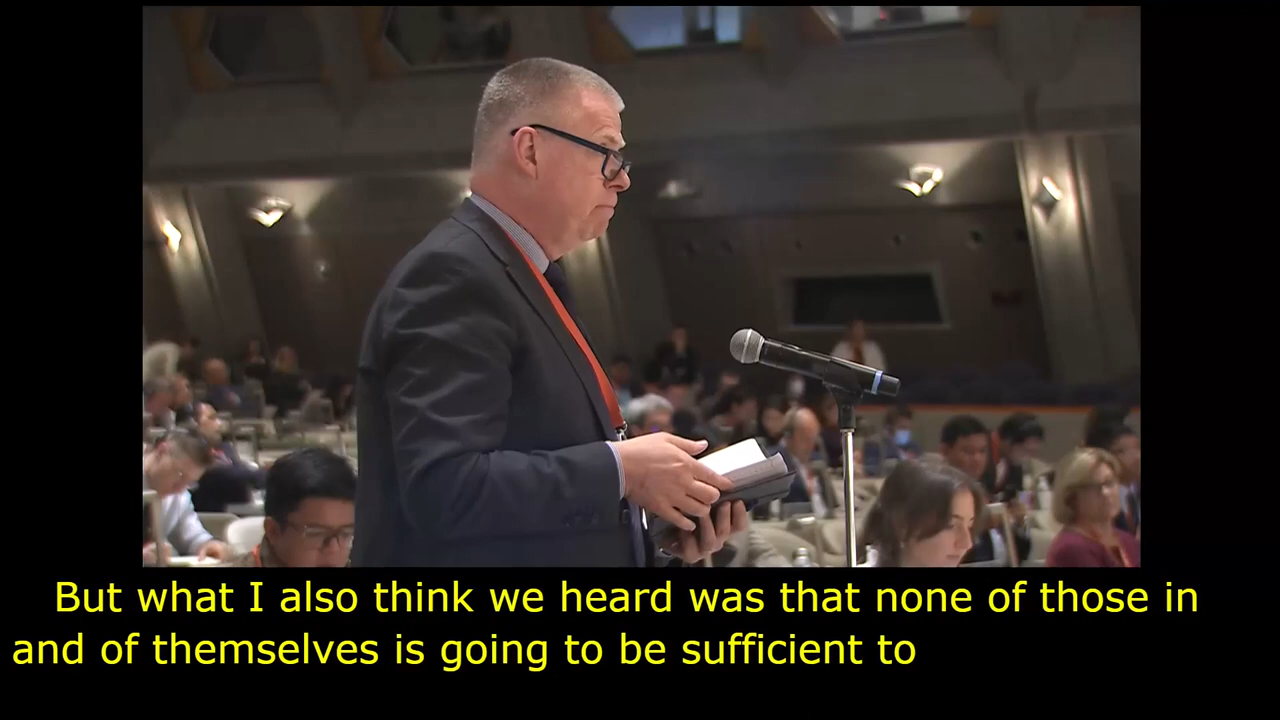 But what I also think we heard was that none of those in
and of themselves is going to be sufficient to